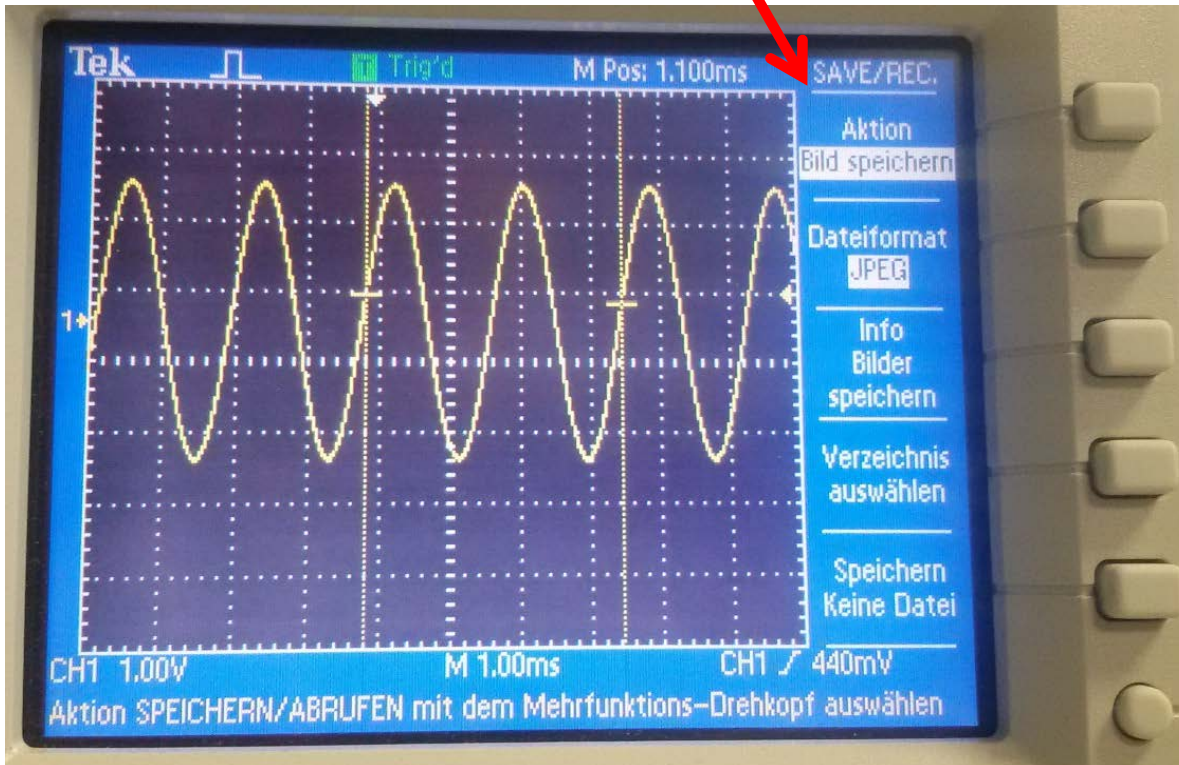 Tek
T Trig'd
M Pos: 1.100ms
SAVE/REC.
Aktion
Bild speichern
Dateiformat
JPEG
Info
Bilder
speichern
Verzeichnis
auswählen
Speichern
Keine Datei
1
CH1 1.00V
M 1.00ms
CH1
440mV
Aktion SPEICHERN/ABRUFEN mit dem Mehrfunktions-Drehkopf auswählen